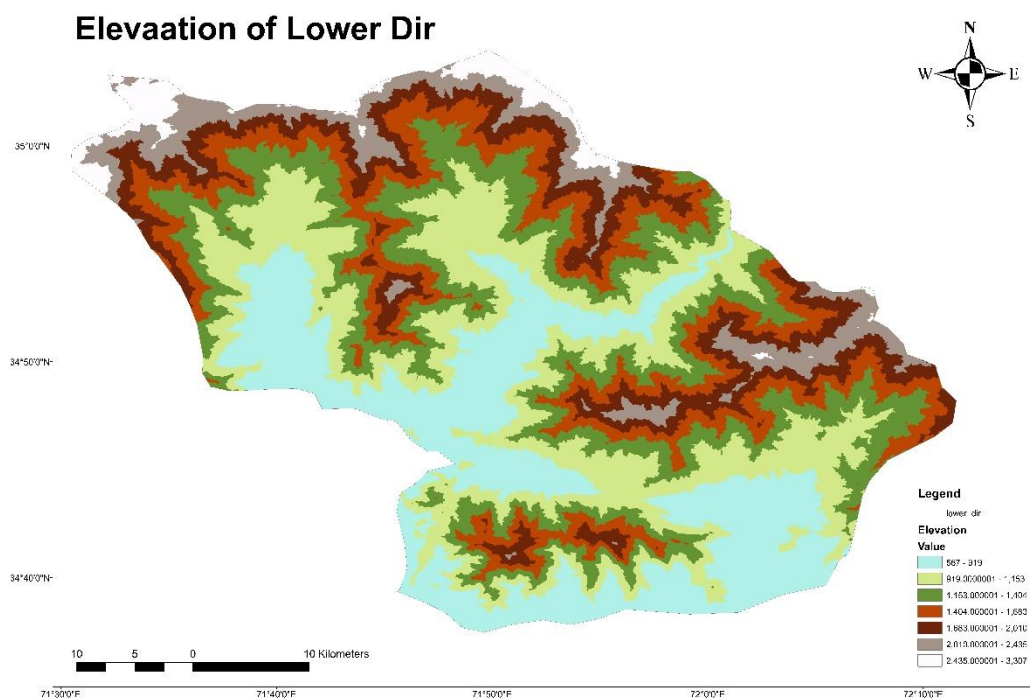 Elevaation of Lower Dir
N
W E
S
35°0'0"N
34°50'0"N
34°40'0"N
Legend
lower_dir
Elevation
Value
567 - 919
919.0000001 - 1,153
1,153.000001 - 1,404
1,404.000001 - 1,683
1,683.000001 - 2,010
2,010.000001 - 2,435
2,435.000001 - 3,307
10 5 0 10 Kilometers
71°30'0"E 71°40'0"E 71°50'0"E 72°0'0"E 72°10'0"E